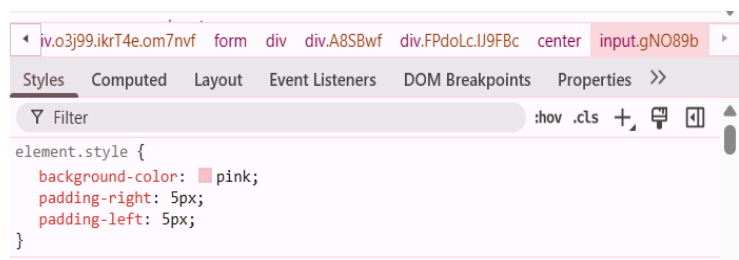 iv.o3j99.ikrT4e.om7nvf form div div.A8SBwf div.FPdoLc.lJ9FBc center input.gNO89b
Styles Computed Layout Event Listeners DOM Breakpoints Properties
Filter :hov .cls
element.style {
background-color: pink;
padding-right: 5px;
padding-left: 5px;
}